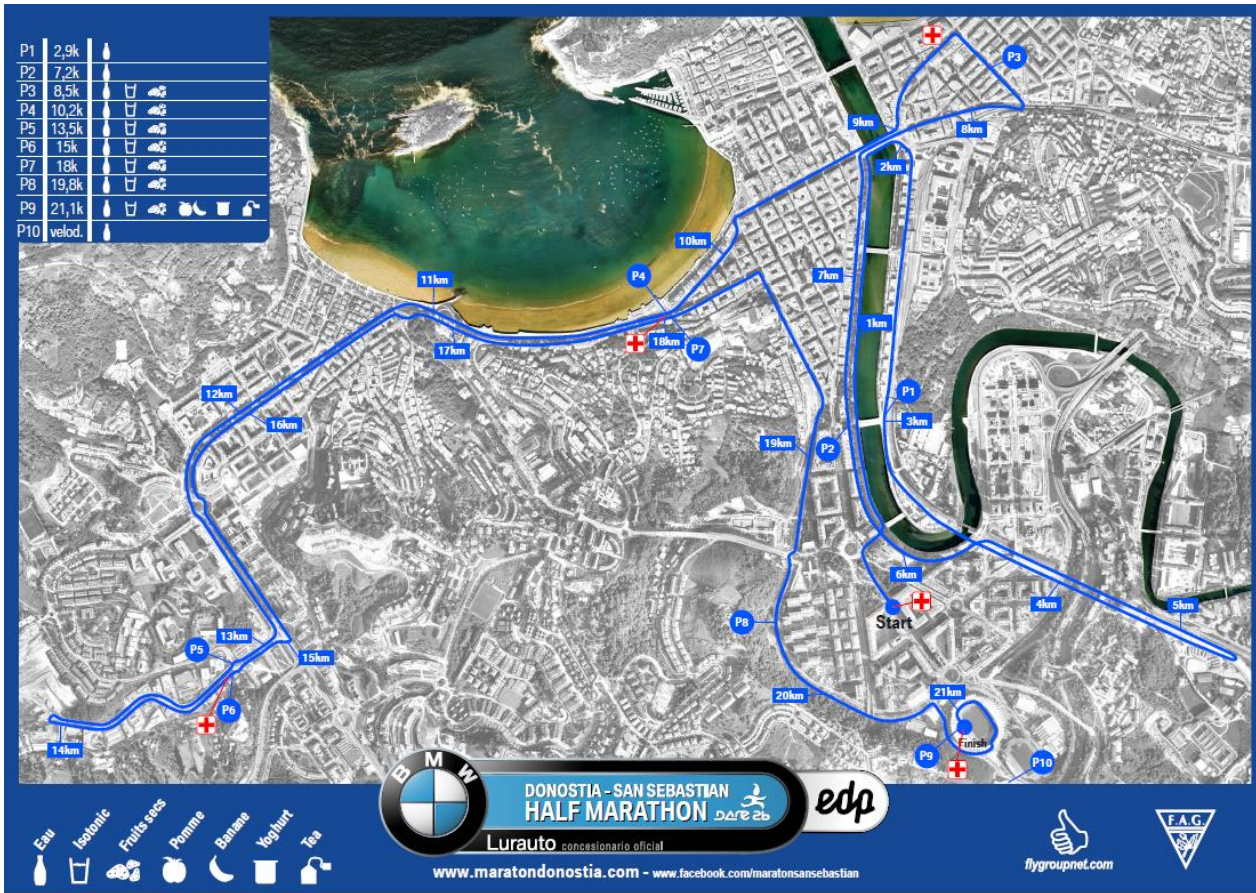 P1 2,9k
P2 7,2k
P3 8,5k
P4 10,2k
P5 13,5k
P6 15k
P7 18k
P8 19,8k
P9 21,1k
P10 velod.
P3
9km
8km
2km
10km
P4
11km
7km
1km
17km
18km
P7
P1
12km
16km
3km
19km
P2
6km
4km
5km
Start
P8
13km
P5
15km
P6
20km
21km
14km
Finish
P9
P10
BMW
DONOSTIA - SAN SEBASTIAN
HALF MARATHON DARE 2b
Lurauto concesionario oficial
edp
Eau
Isotonic
Fruits secs
Pomme
Banane
Yoghurt
Tea
www.maratondonostia.com - www.facebook.com/maratonsansebastian
flygroupnet.com
F.A.G.